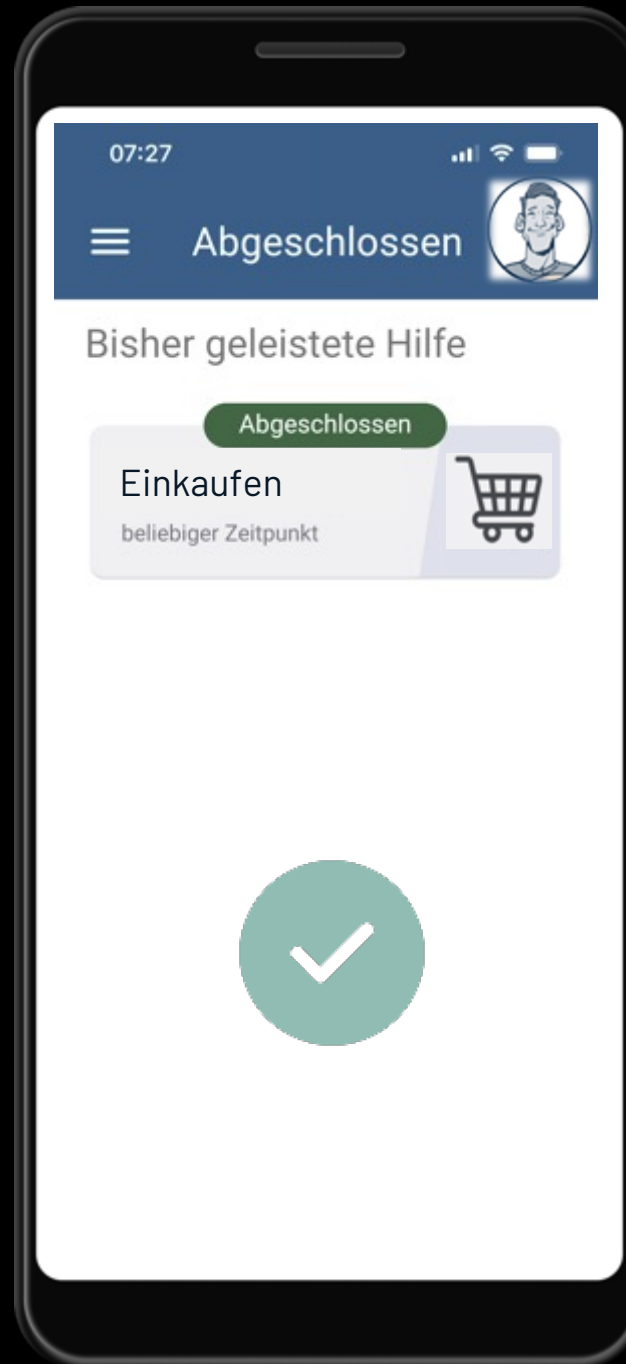 07:27
Abgeschlossen
Bisher geleistete Hilfe
Abgeschlossen
Einkaufen
beliebiger Zeitpunkt